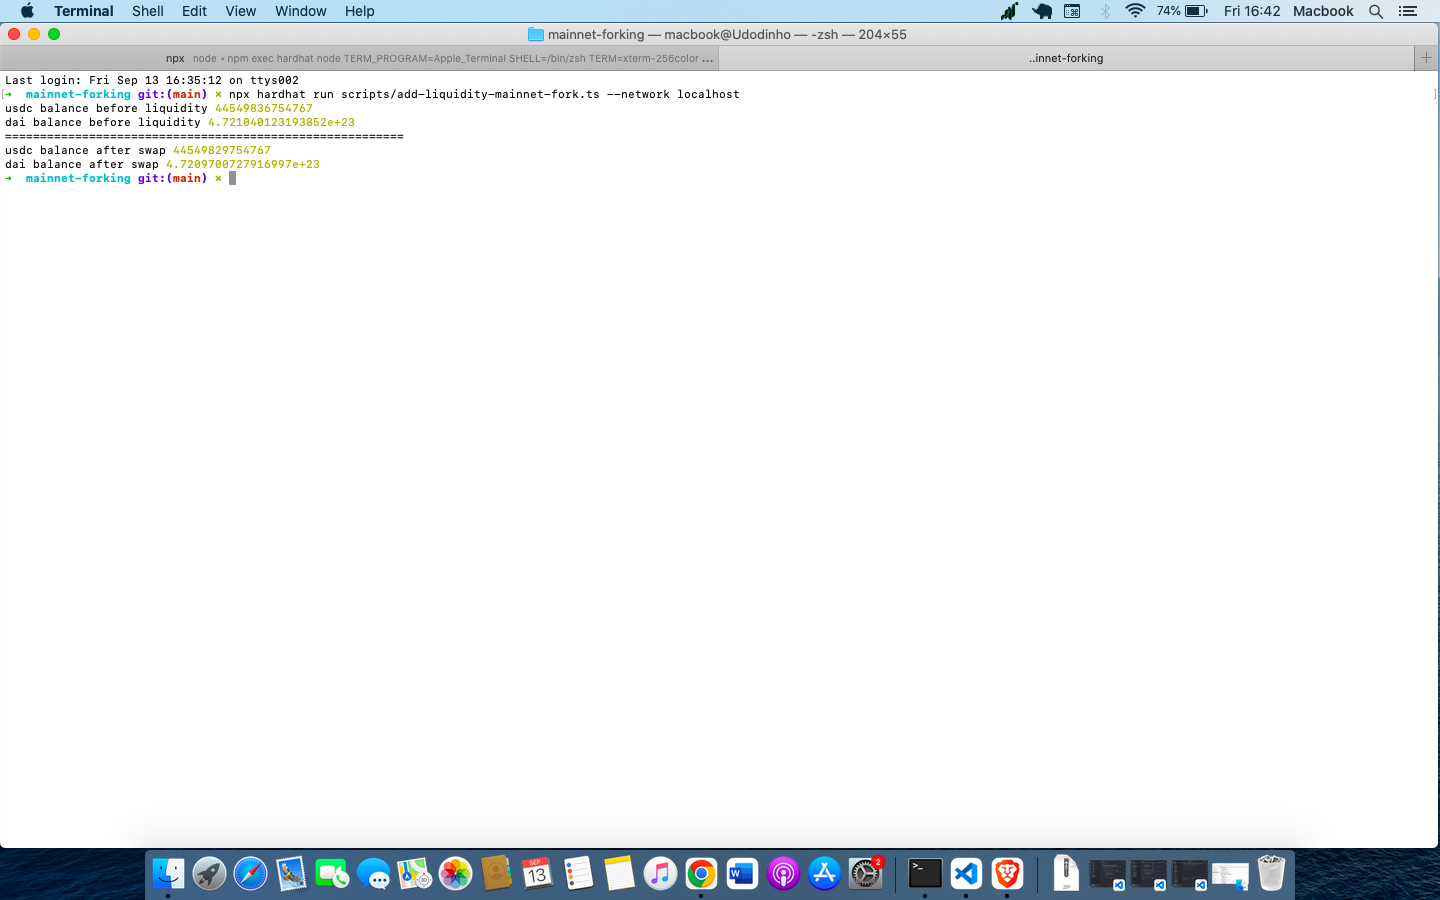 Terminal Shell Edit View Window Help 74% Fri 16:42 Macbook
mainnet-forking — macbook@Udodinho — -zsh — 204×55
npx node • npm exec hardhat node TERM_PROGRAM=Apple_Terminal SHELL=/bin/zsh TERM=xterm-256color ...
..innet-forking
Last login: Fri Sep 13 16:35:12 on ttys002
[➜ mainnet-forking git:(main) × npx hardhat run scripts/add-liquidity-mainnet-fork.ts --network localhost ]
usdc balance before liquidity 44549836754767
dai balance before liquidity 4.721040123193852e+23
=========================================================
usdc balance after swap 44549829754767
dai balance after swap 4.7209700727916997e+23
➜ mainnet-forking git:(main) ×
SEP
13
W
2
>_
ZIP